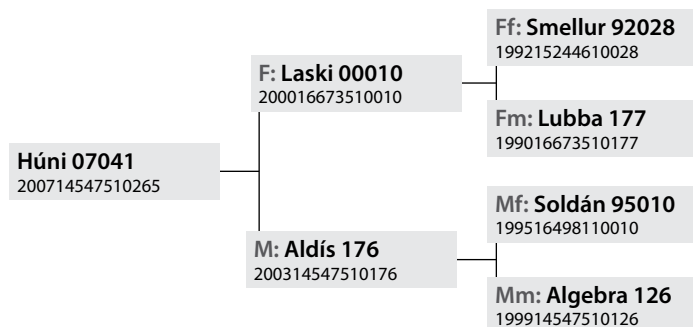 Ff: Smellur 92028
199215244610028
F: Laski 00010
200016673510010
Fm: Lubba 177
199016673510177
Húni 07041
200714547510265
Mf: Soldán 95010
199516498110010
M: Aldís 176
200314547510176
Mm: Algebra 126
199914547510126